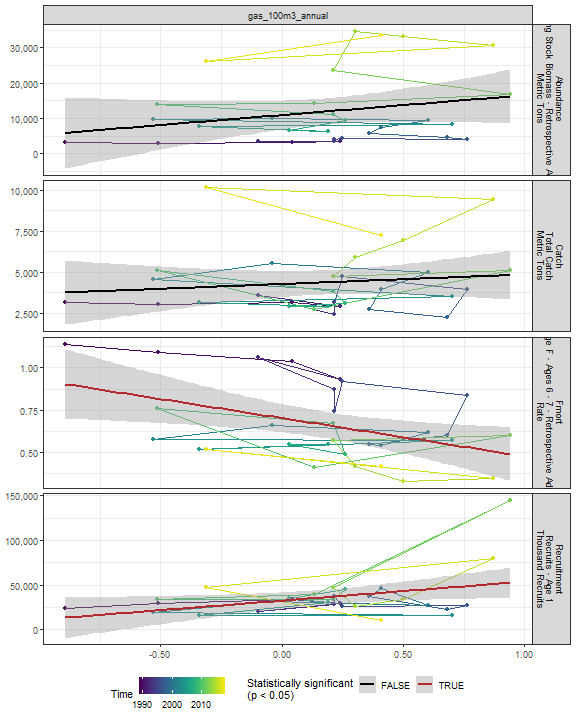 gas_100m3_annual
30,000
20,000
10,000
0
Abundance
ng Stock Biomass - Retrospective A
Metric Tons
10,000
7,500
5,000
2,500
Catch
Total Catch
Metric Tons
1.00
0.75
0.50
Fmort
e F - Ages 6 - 7 - Retrospective Ad
Rate
150,000
100,000
50,000
0
Recruitment
Recruits - Age 1
Thousand Recruits
-0.50
0.00
0.50
1.00
Time
1990 2000 2010
Statistically significant
(p < 0.05)
FALSE
TRUE